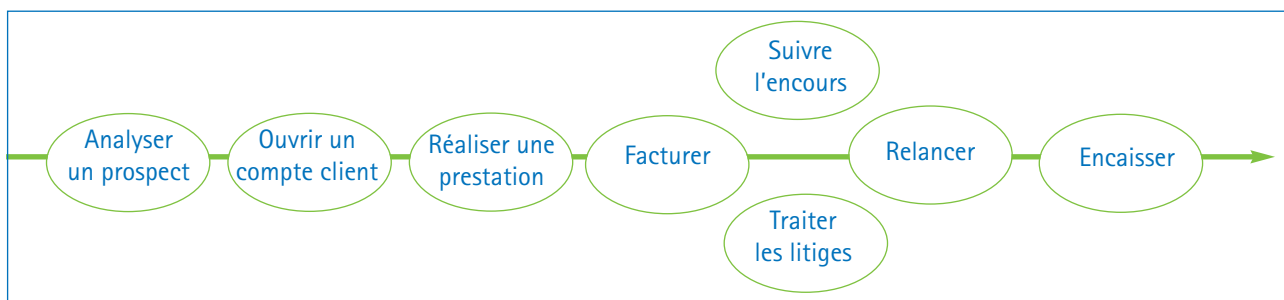 Analyser
un prospect
Ouvrir un
compte client
Réaliser une
prestation
Facturer
Suivre
l'encours
Traiter
les litiges
Relancer
Encaisser